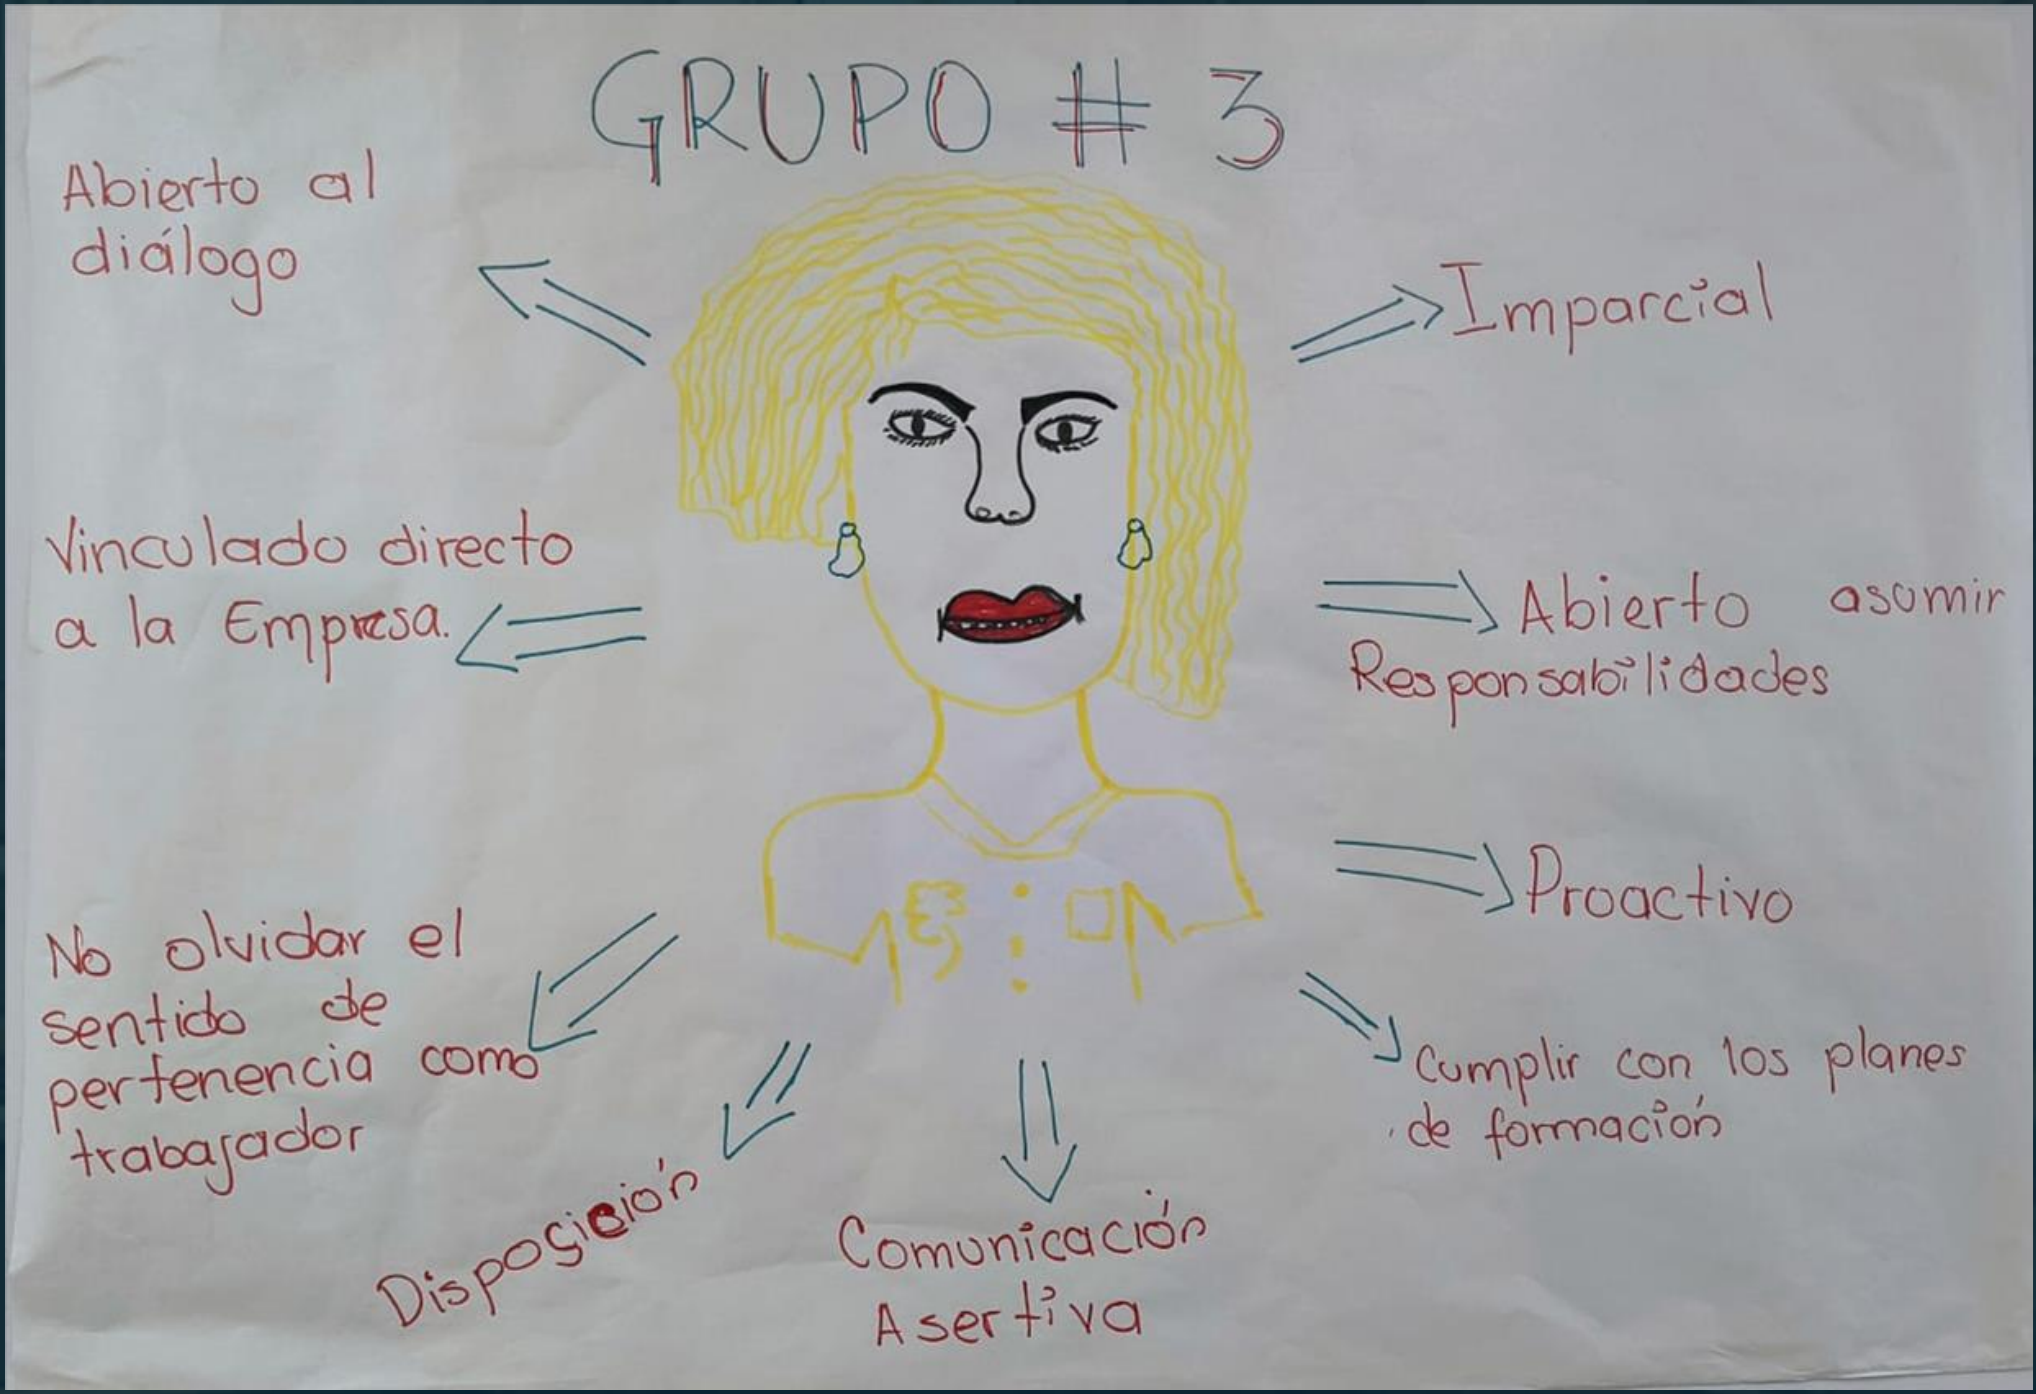 GRUPO # 3
Abierto al
diálogo
Imparcial
Vinculado directo
a la Empresa.
Abierto asumir
Responsabilidades
Proactivo
No olvidar el
sentido de
pertenencia como
trabajador
Cumplir con los planes
de formación
Disposición
Comunicación
Asertiva